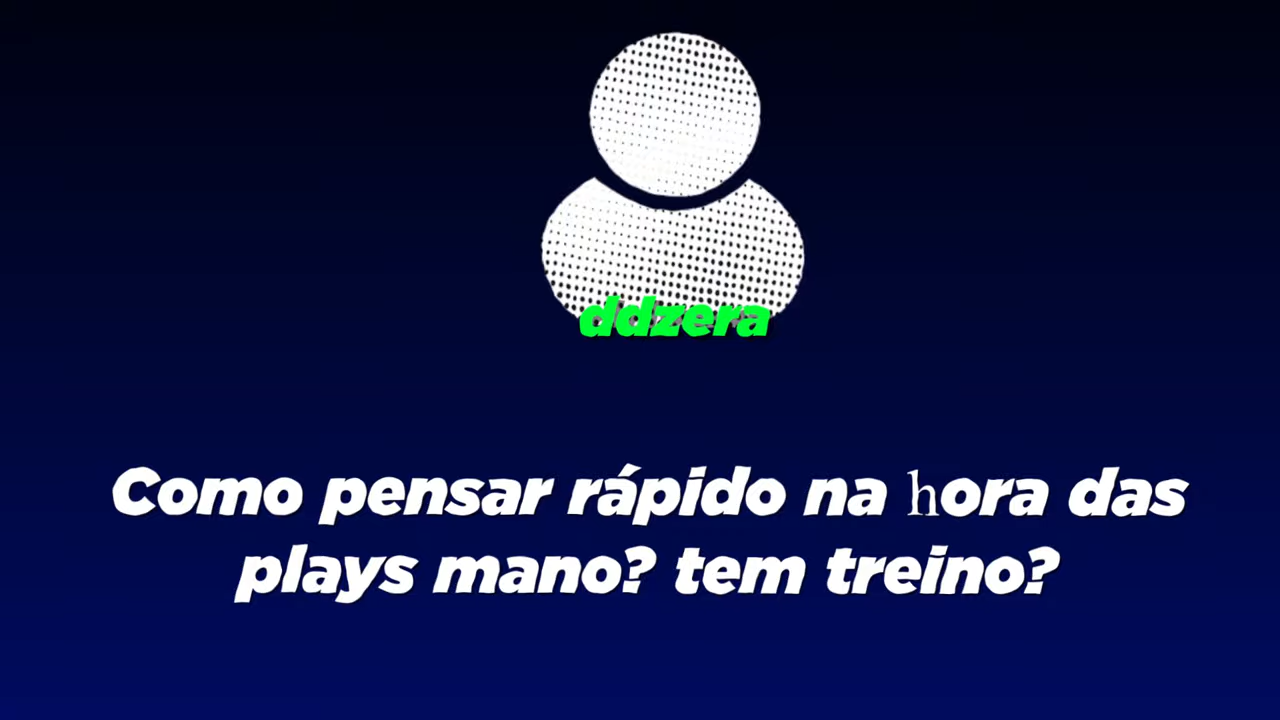 ddzera
Como pensar rápido na hora das
plays mano? tem treino?